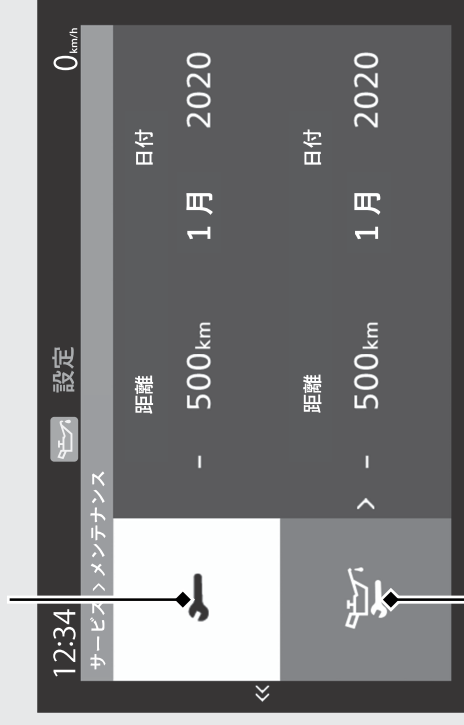 12:34 設定 0km/h
サービス > メンテナンス
距離 日付
– 500km 1月 2020
距離 日付
> – 500km 1月 2020